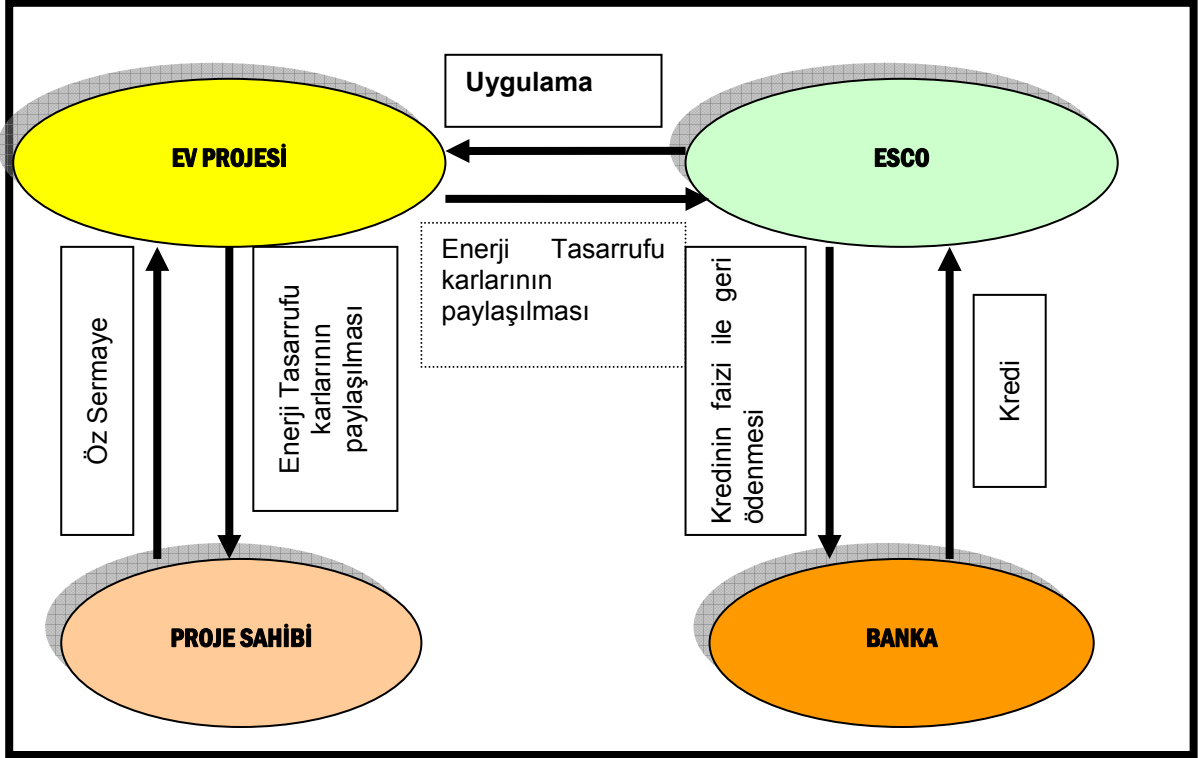 Uygulama
EV PROJESİ
ESCO
Enerji Tasarrufu
karlarının
paylaşılması
Öz Sermaye
Enerji Tasarrufu
karlarının
paylaşılması
Kredinin faizi ile geri
ödenmesi
Kredi
PROJE SAHİBİ
BANKA